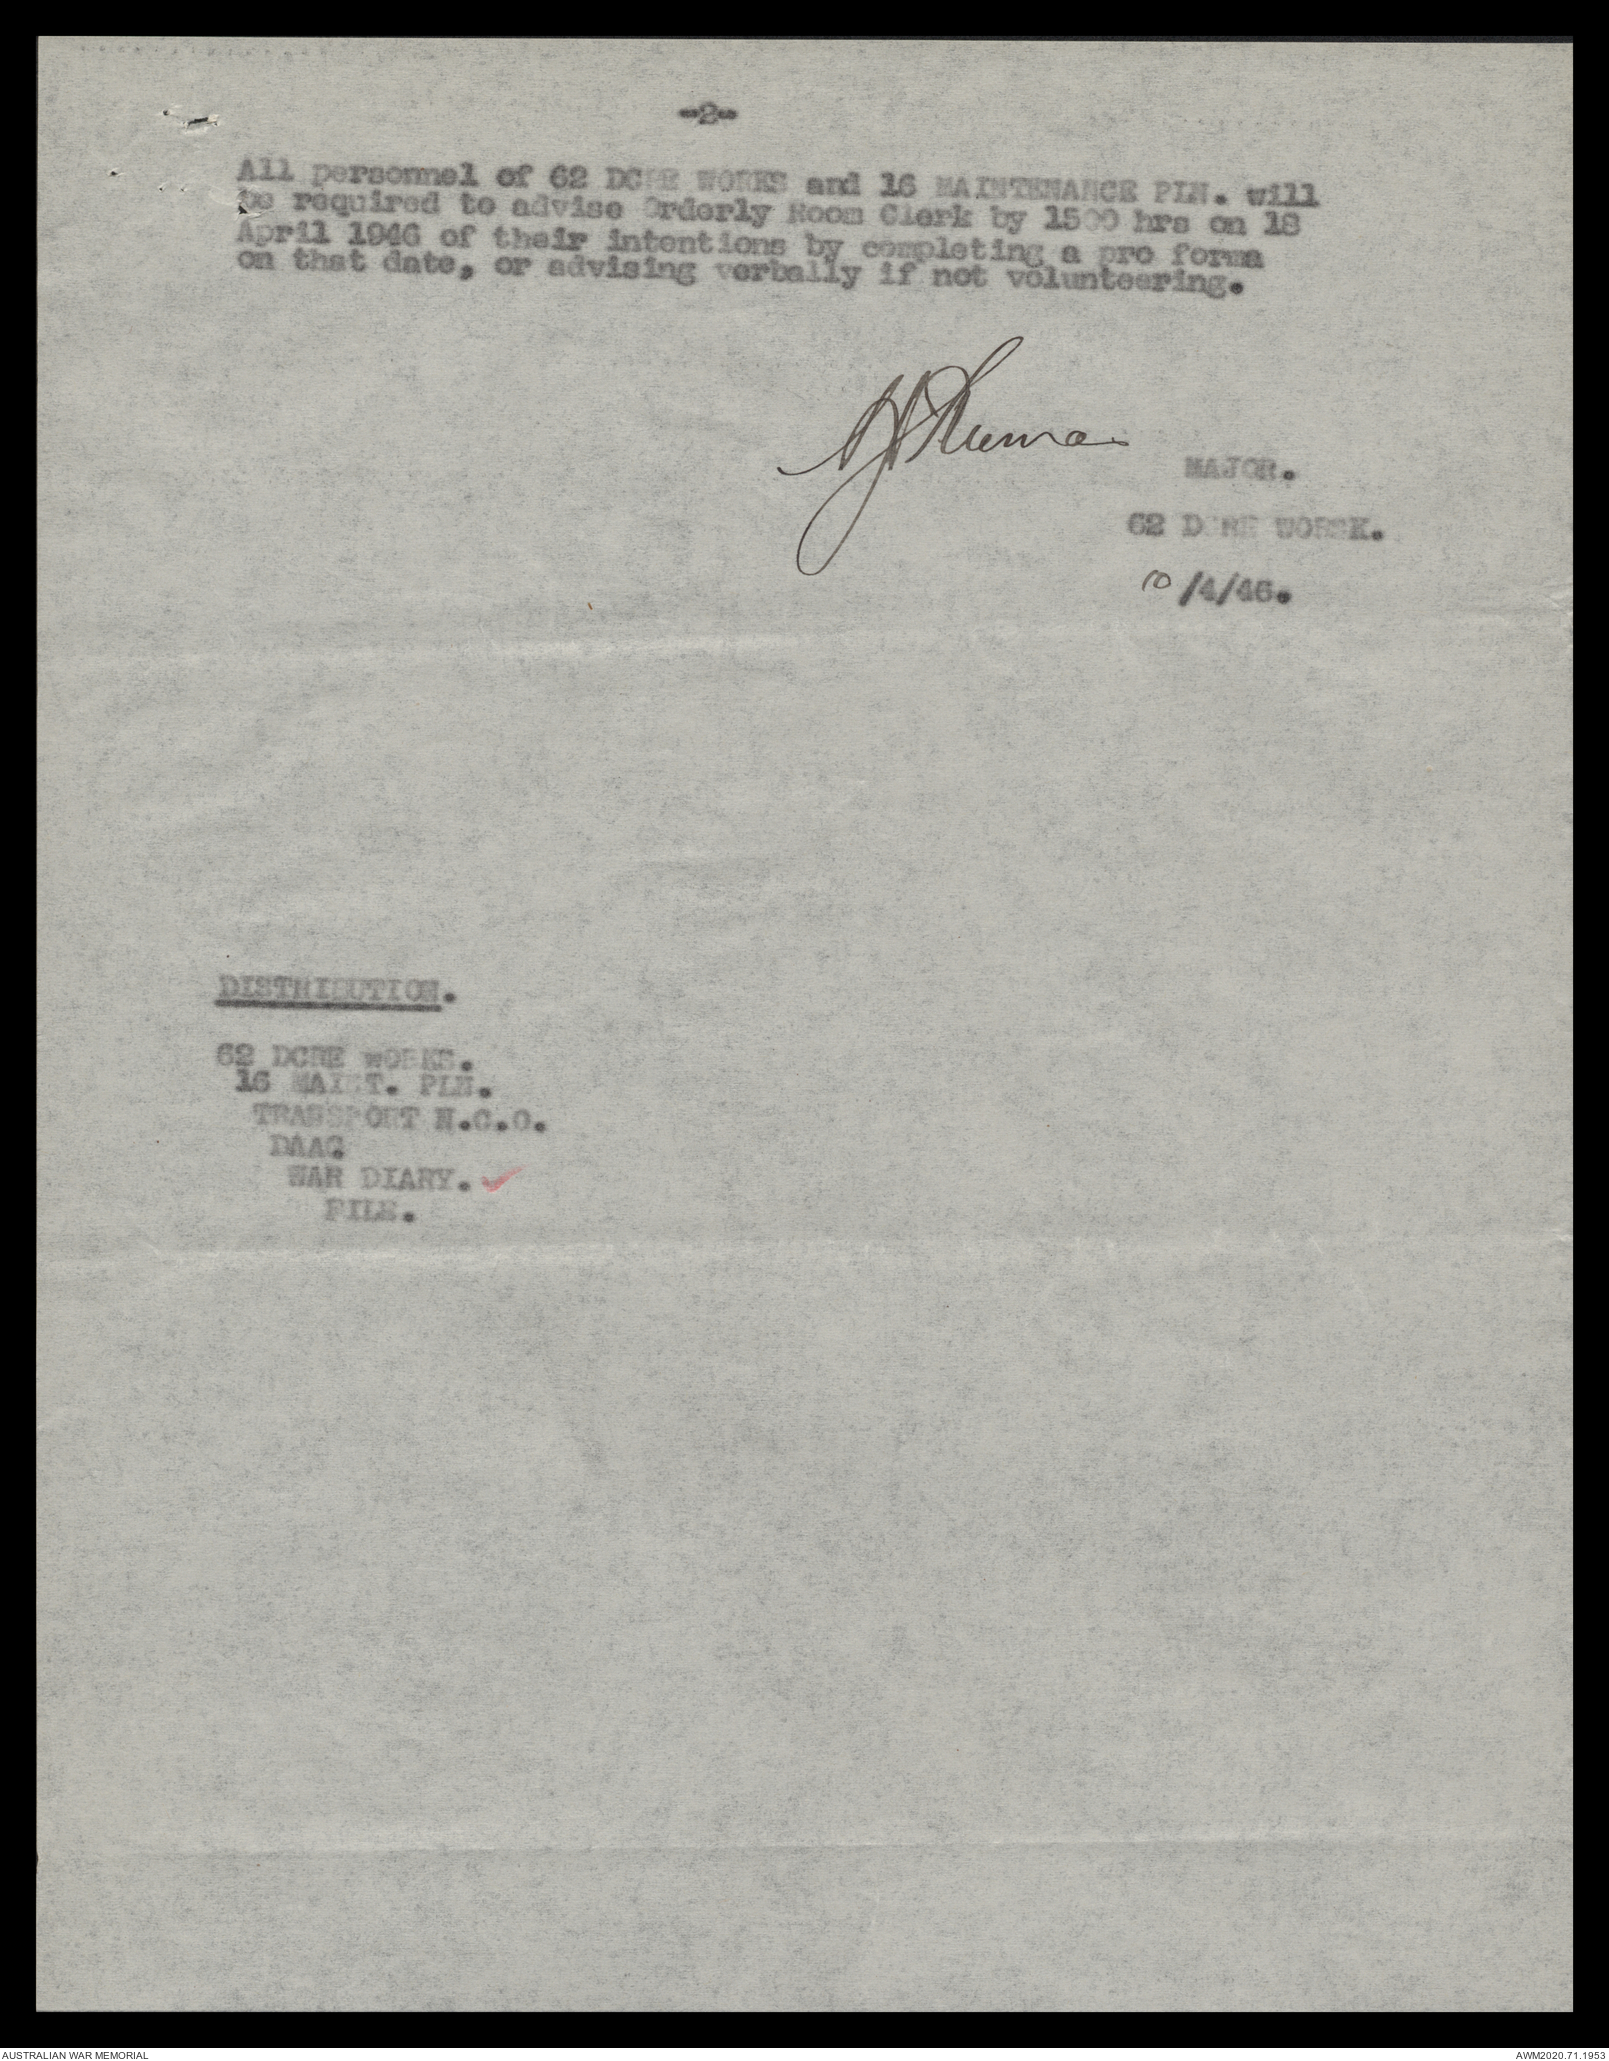 -2-
All personnel of 62 DCRE WORKS and 16 MAINTENANCE PLN. will
be required to advise Orderly Room Clerk by 1500 hrs on 18
April 1946 of their intentions by completing a pro forma
on that date, or advising verbally if not volunteering.
MAJOR.
62 DCRE WORSK.
10/4/46.
DISTRIBUTION.
62 DCRE WORKS.
16 MAINT. PLN.
TRANSPORT N.C.O.
DAAG
WAR DIARY.
FILE.
AUSTRALIAN WAR MEMORIAL
AWM2020.71.1953